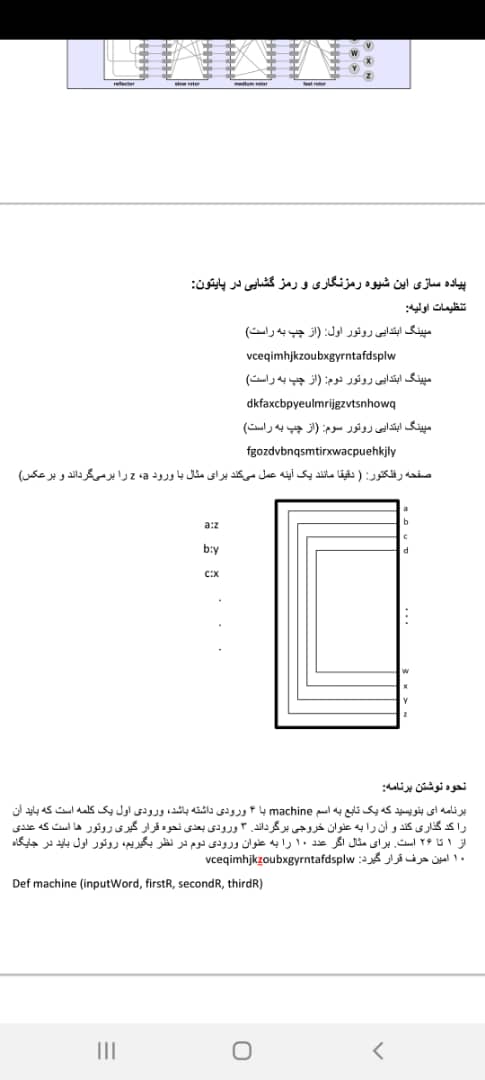 V
W X
Y Z
reflector slow rotor medium rotor fast rotor
پیاده سازی این شیوه رمزنگاری و رمز گشایی در پایتون:
تنظیمات اولیه:
مپینگ ابتدایی روتور اول: (از چپ به راست)
vceqimhjkzoubxgyrntafdsplw
مپینگ ابتدایی روتور دوم: (از چپ به راست)
dkfaxcbpyeulmrijgzvtsnhowq
مپینگ ابتدایی روتور سوم: (از چپ به راست)
fgozdvbnqsmtirxwacpuehkjly
صفحه رفلکتور: ( دقیقا مانند یک آینه عمل می‌کند برای مثال با ورود a، z را برمی‌گرداند و بر عکس)
a:z
b:y
c:x
.
.
.
a
b
c
d
⋮
w
x
y
z
نحوه نوشتن برنامه:
برنامه ای بنویسید که یک تابع به اسم machine با ۴ ورودی داشته باشد، ورودی اول یک کلمه است که باید آن
را کد گذاری کند و آن را به عنوان خروجی برگرداند. ۳ ورودی بعدی نحوه قرار گیری روتور ها است که عددی
از ۱ تا ۲۶ است. برای مثال اگر عدد ۱۰ را به عنوان ورودی دوم در نظر بگیریم، روتور اول باید در جایگاه
۱۰ امین حرف قرار گیرد: vceqimhjkzoubxgyrntafdsplw
Def machine (inputWord, firstR, secondR, thirdR)